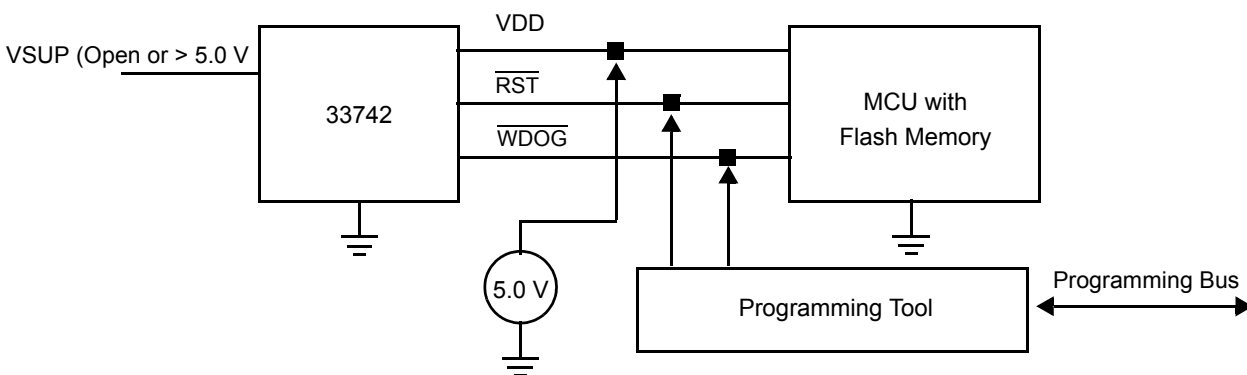 VDD
VSUP (Open or > 5.0 V
RST
33742
MCU with
Flash Memory
WDOG
5.0 V
Programming Bus
Programming Tool